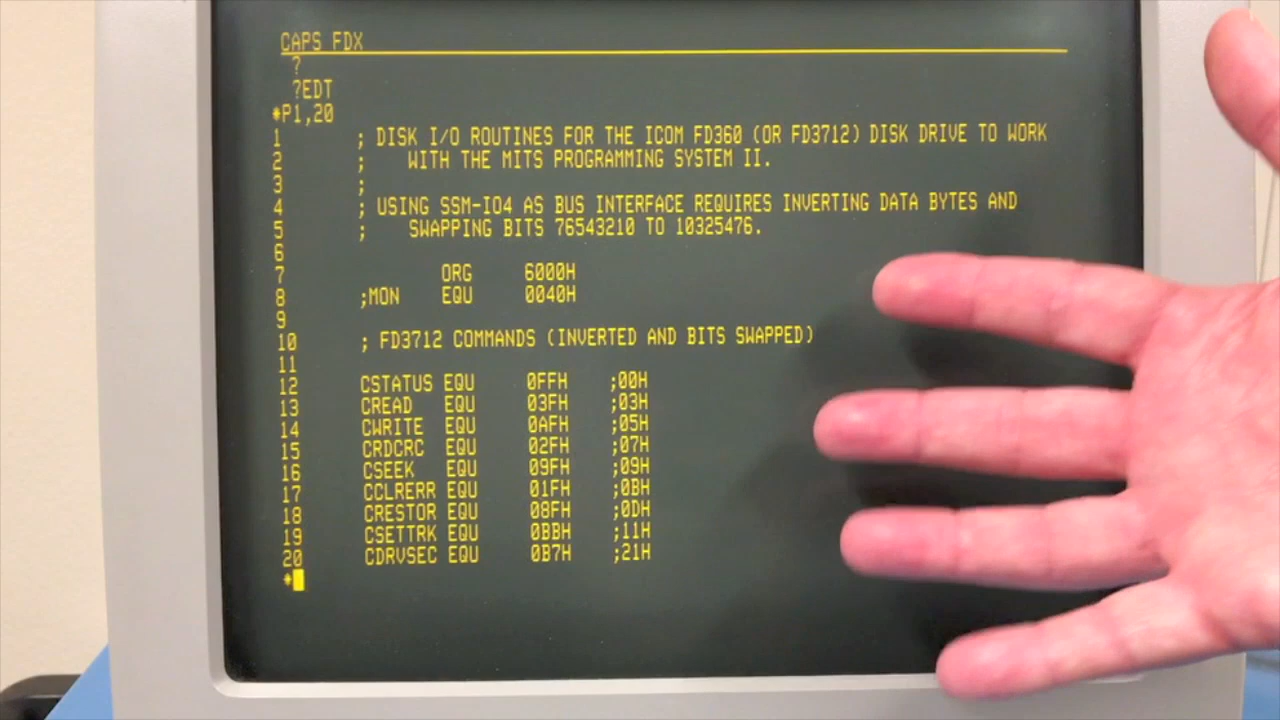 CAPS FDX
?
?EDT
*P1,20
1 ; DISK I/O ROUTINES FOR THE ICOM FD360 (OR FD3712) DISK DRIVE TO WORK
2 ; WITH THE MITS PROGRAMMING SYSTEM II.
3 ;
4 ; USING SSM-IO4 AS BUS INTERFACE REQUIRES INVERTING DATA BYTES AND
5 ; SWAPPING BITS 76543210 TO 10325476.
6
7 ORG 6000H
8 ;MON EQU 0040H
9
10 ; FD3712 COMMANDS (INVERTED AND BITS SWAPPED)
11
12 CSTATUS EQU 0FFH ;00H
13 CREAD EQU 03FH ;03H
14 CWRITE EQU 0AFH ;05H
15 CRDCRC EQU 02FH ;07H
16 CSEEK EQU 09FH ;09H
17 CCLRERR EQU 01FH ;0BH
18 CRESTOR EQU 08FH ;0DH
19 CSETTRK EQU 0BBH ;11H
20 CDRVSEC EQU 0B7H ;21H
*